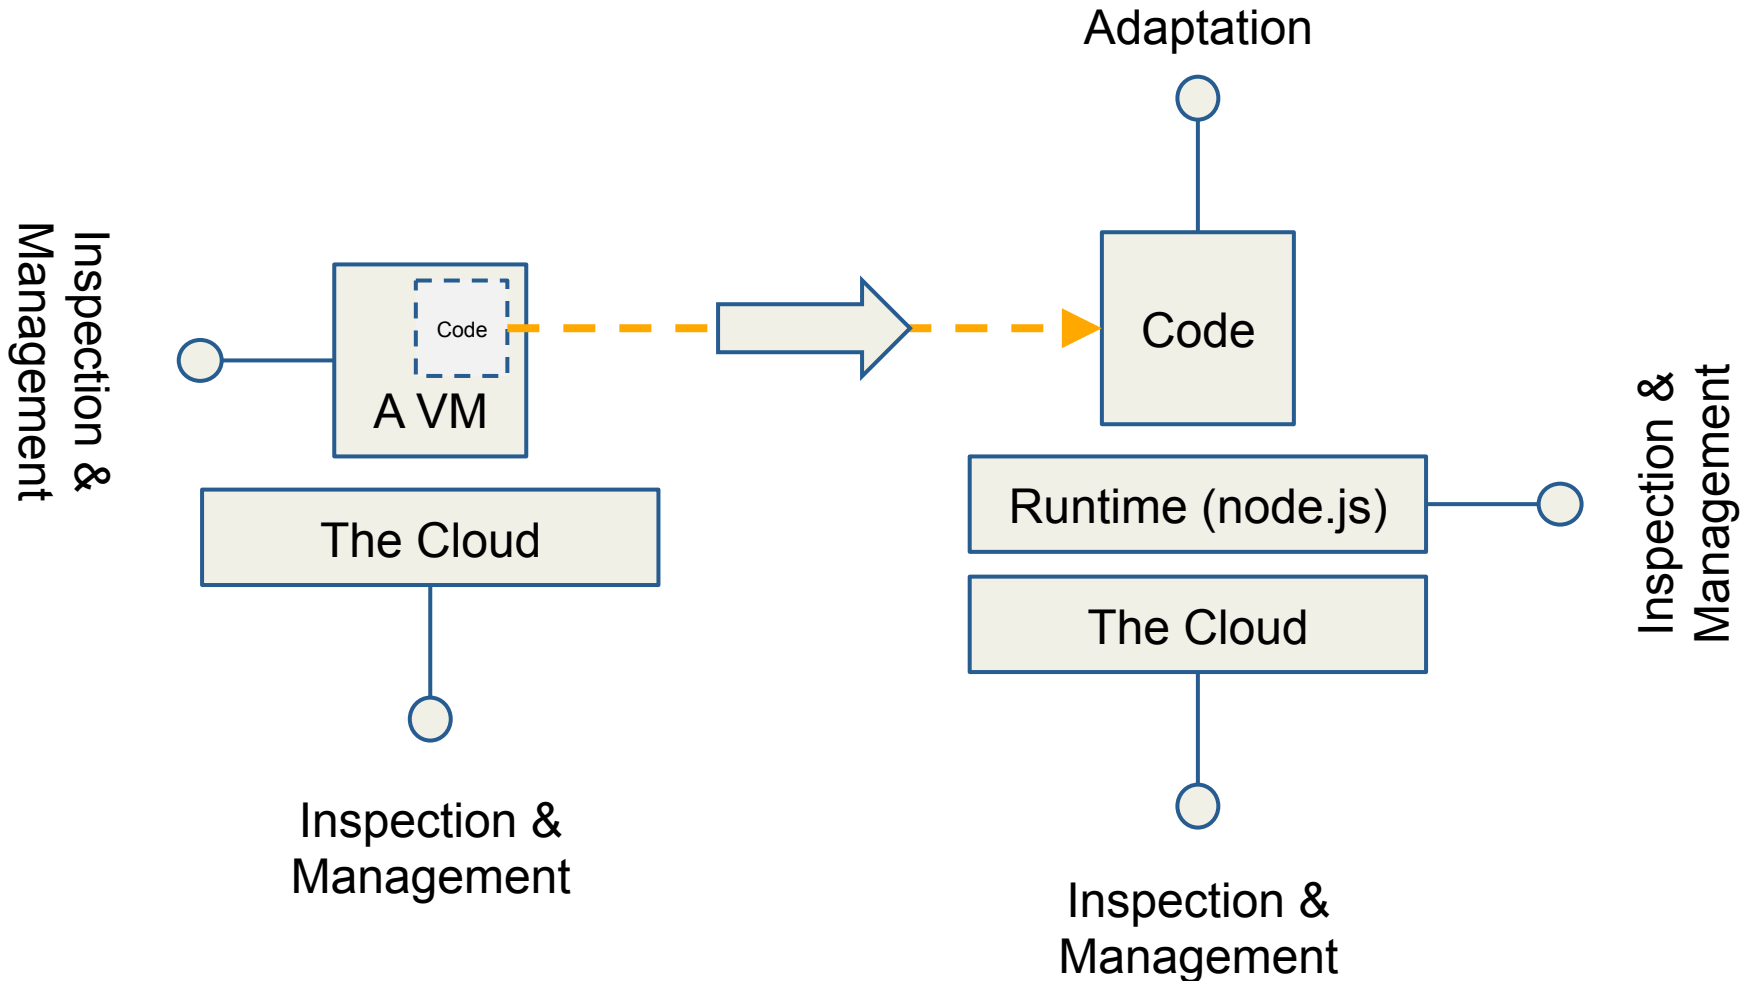 Adaptation
Inspection &
Management
Code
A VM
The Cloud
Inspection &
Management
Code
Runtime (node.js)
The Cloud
Inspection &
Management
Inspection &
Management